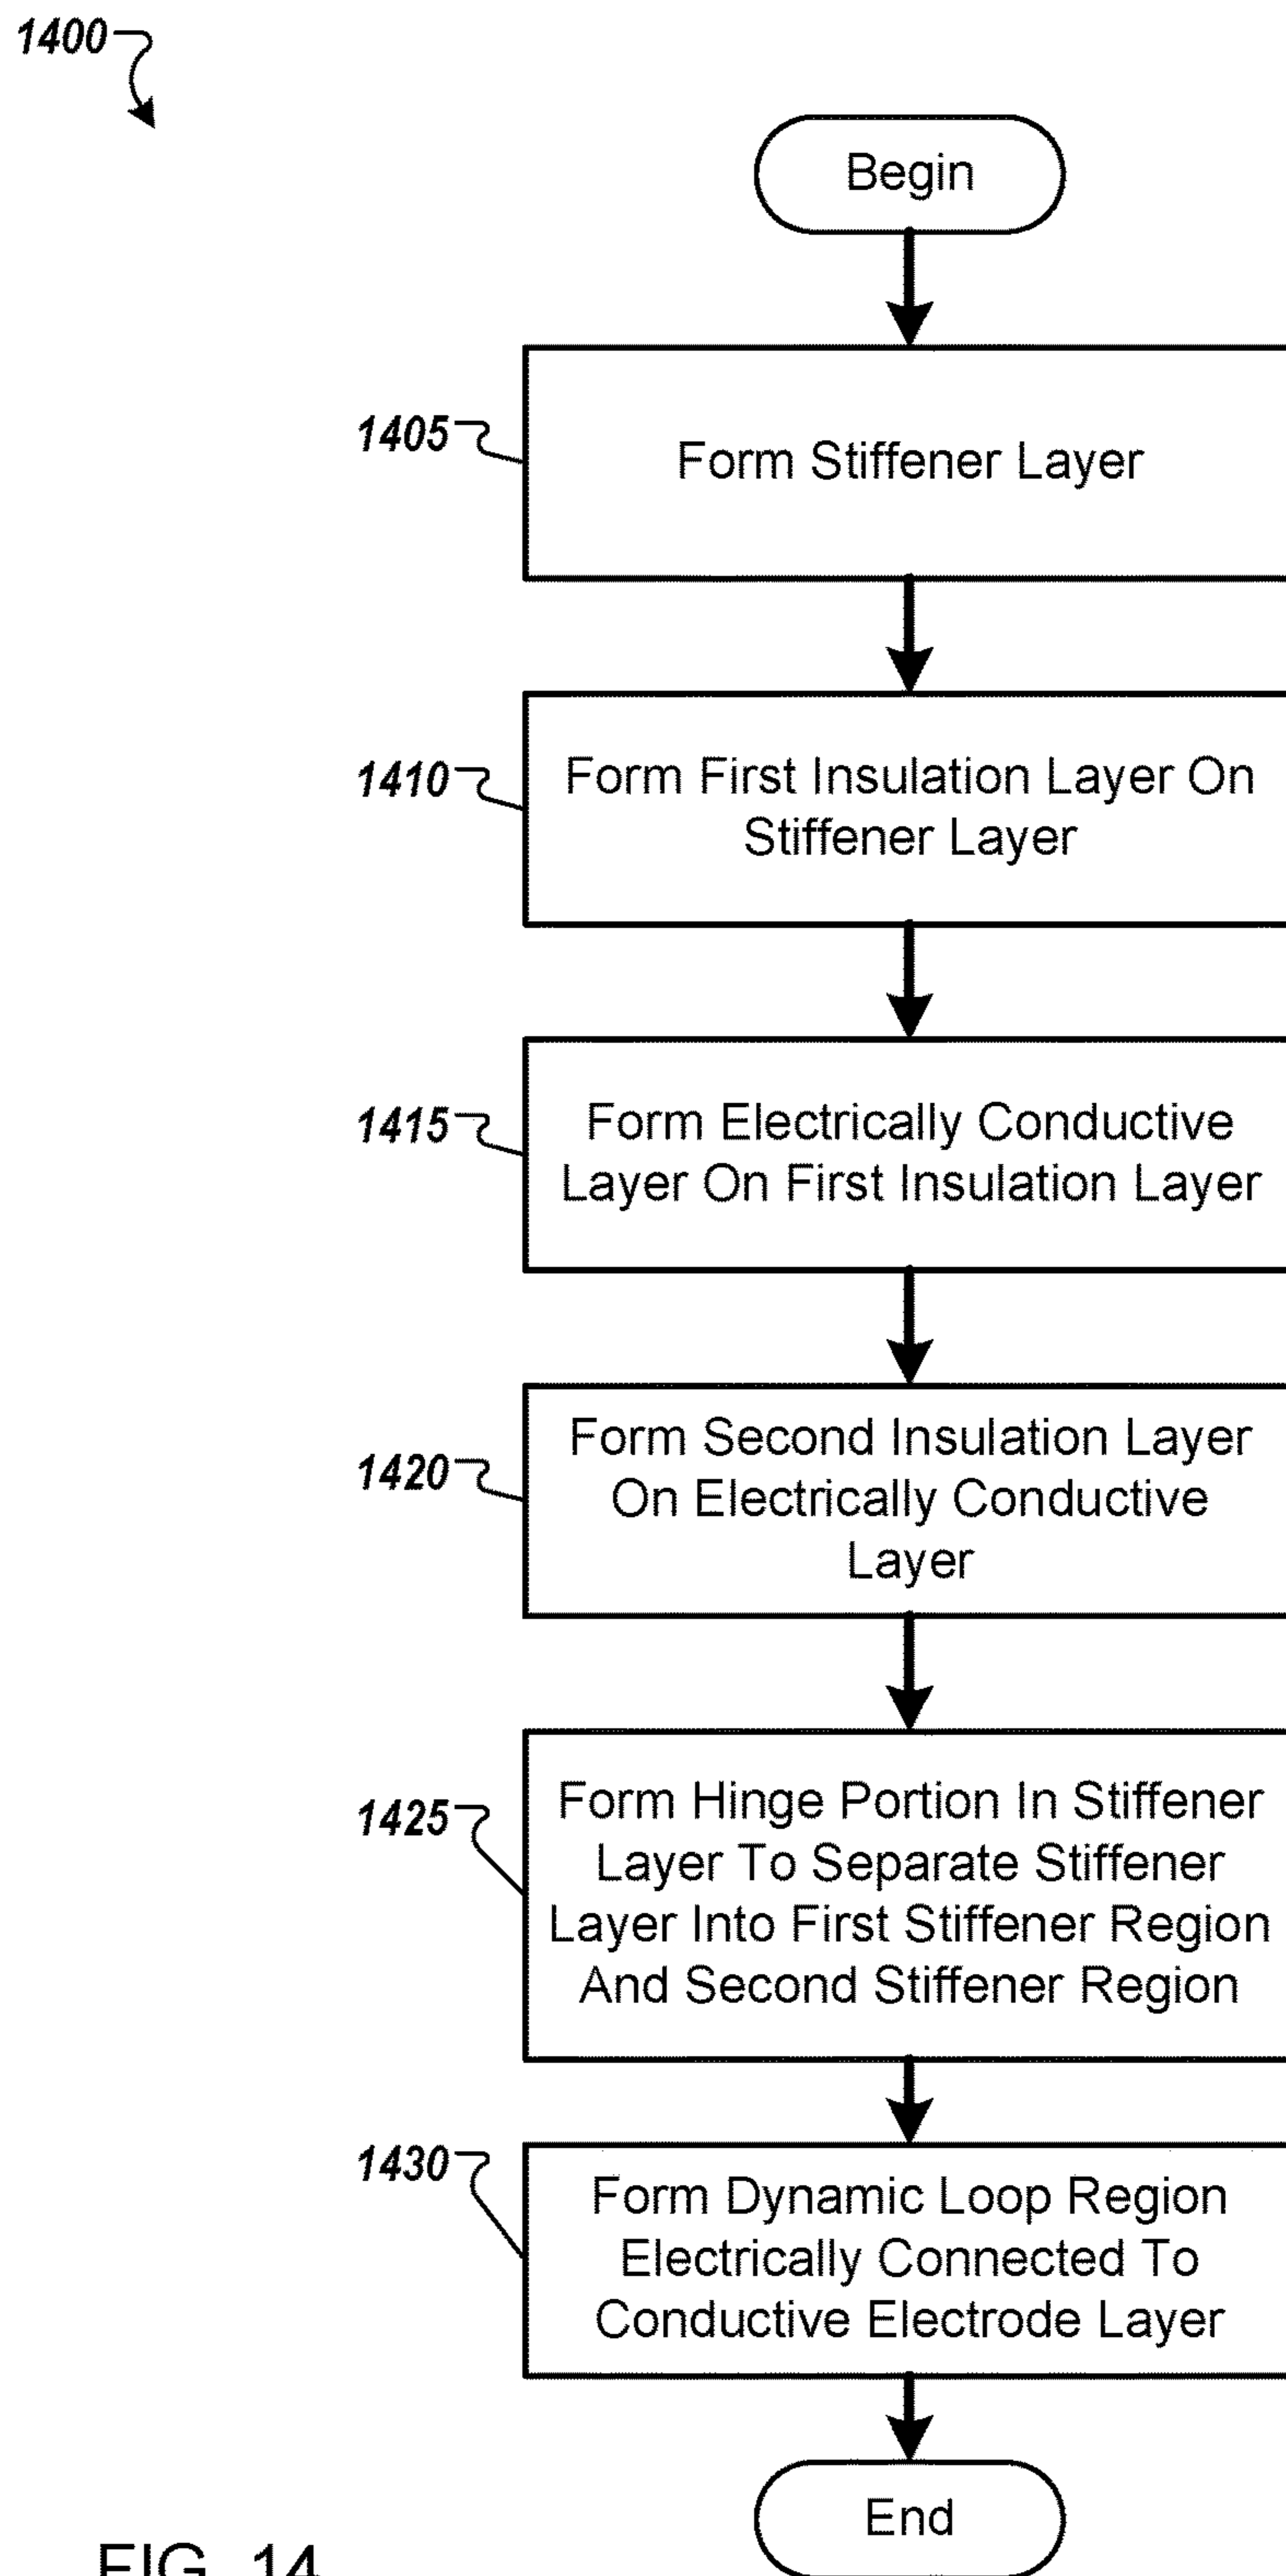 1400
Begin
1405
Form Stiffener Layer
1410
Form First Insulation Layer On
Stiffener Layer
1415
Form Electrically Conductive
Layer On First Insulation Layer
1420
Form Second Insulation Layer
On Electrically Conductive
Layer
1425
Form Hinge Portion In Stiffener
Layer To Separate Stiffener
Layer Into First Stiffener Region
And Second Stiffener Region
1430
Form Dynamic Loop Region
Electrically Connected To
Conductive Electrode Layer
End
FIG. 14